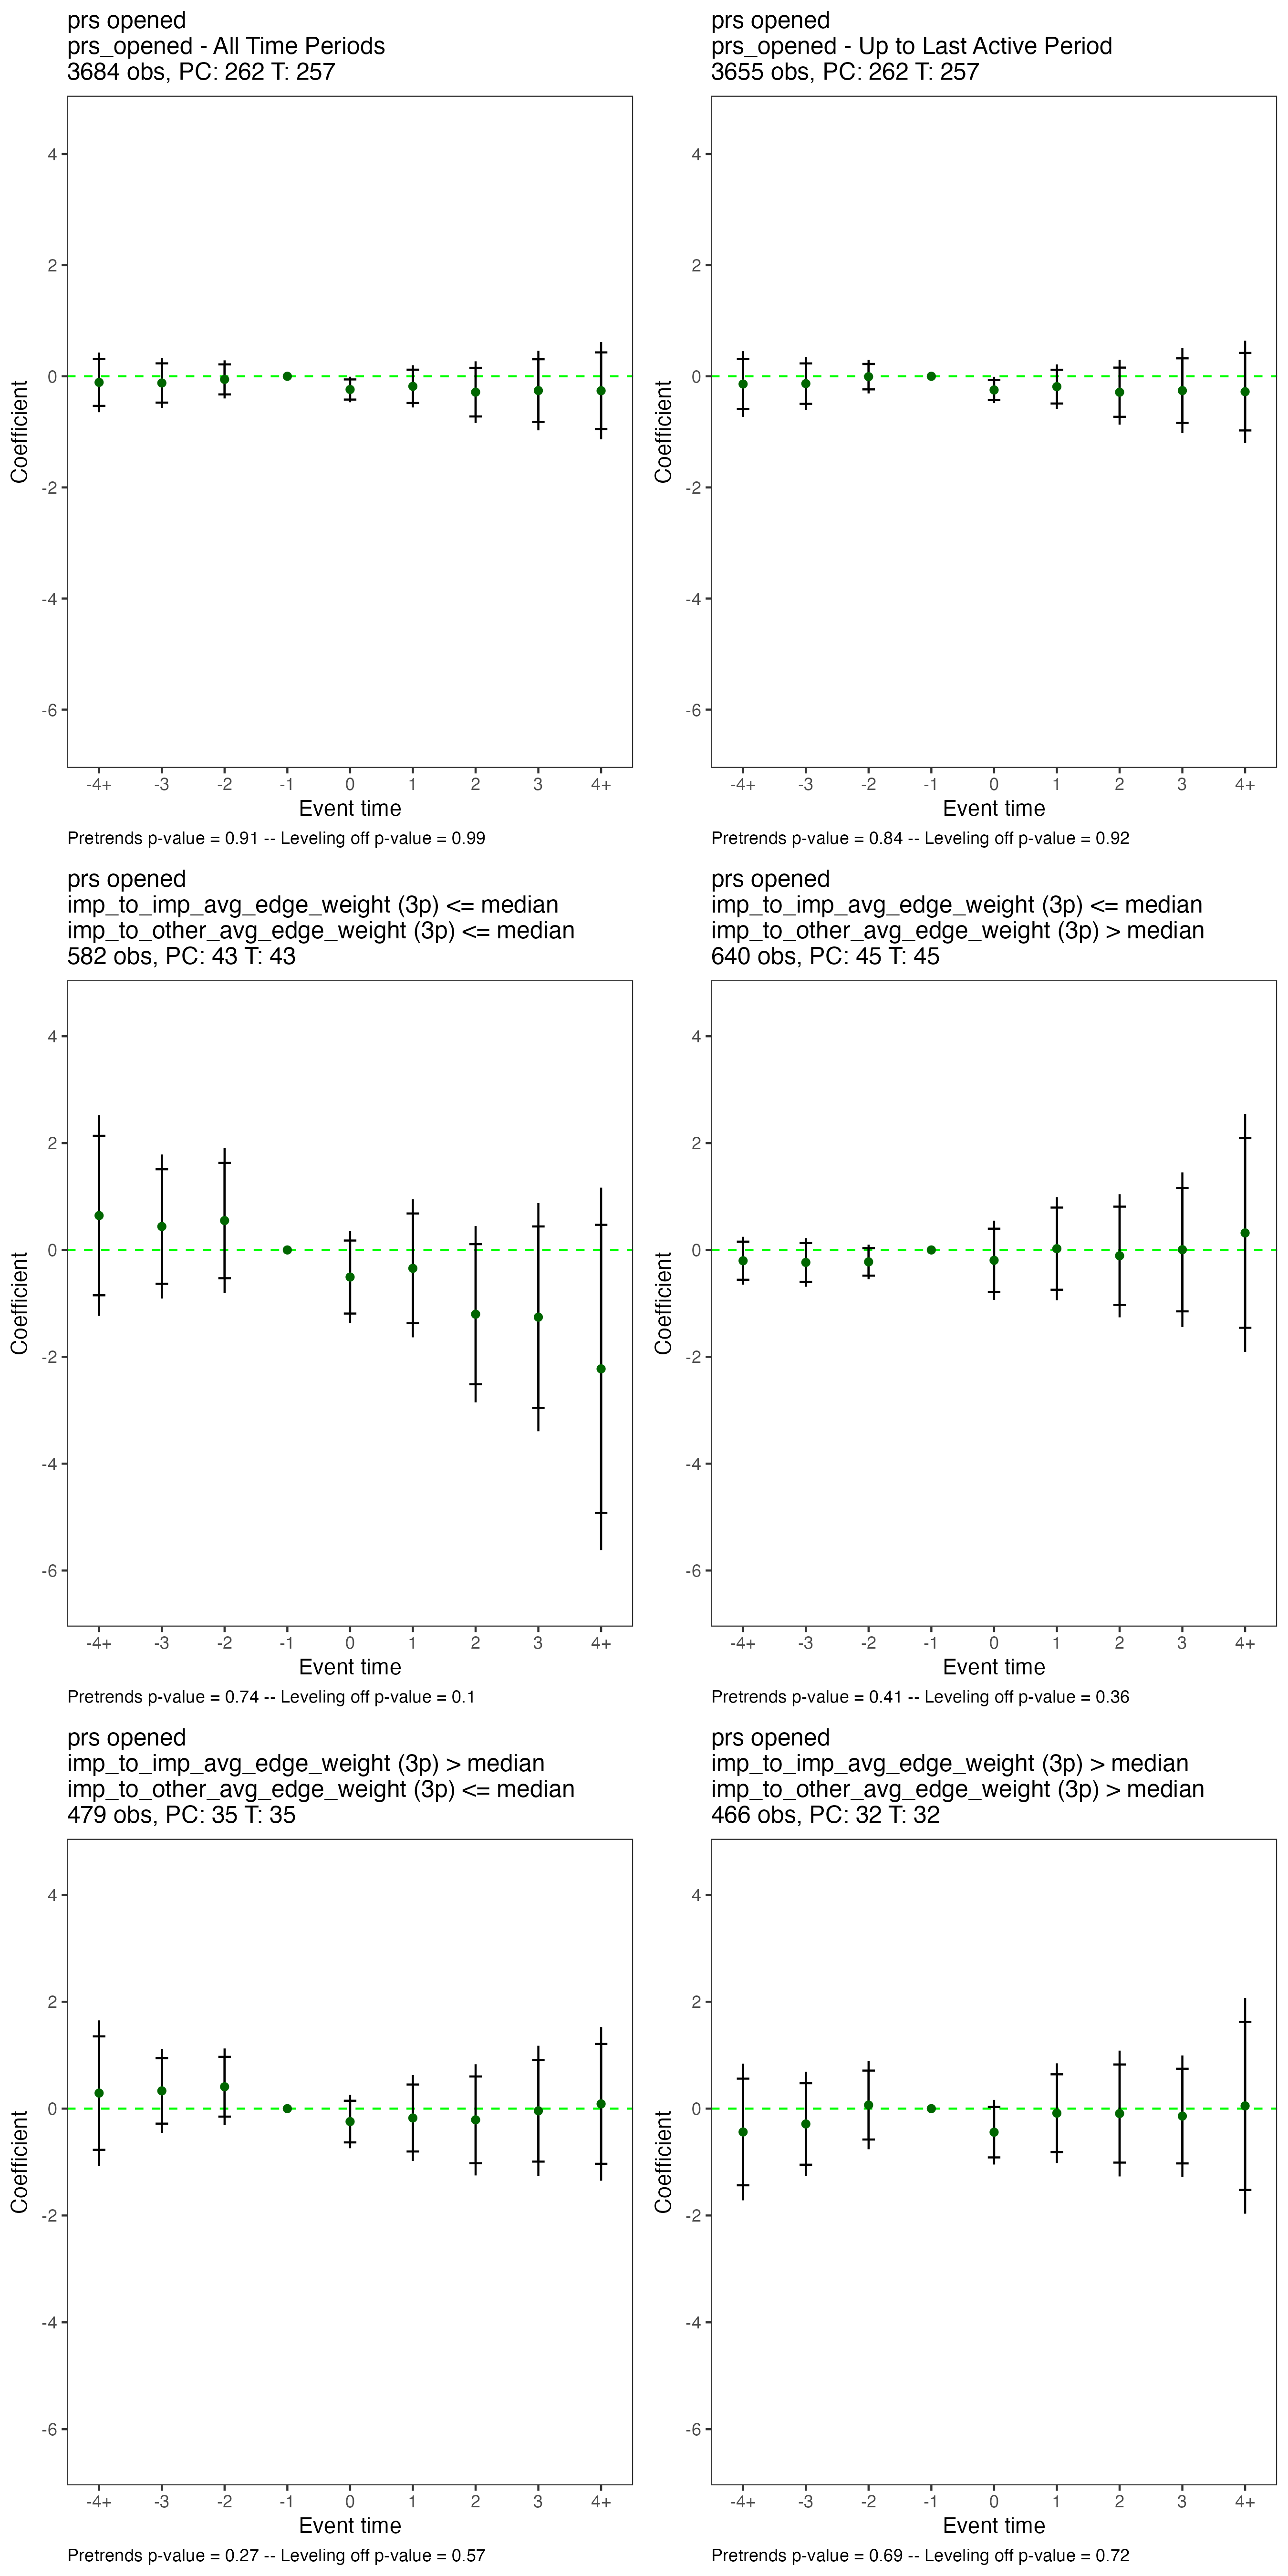 prs opened
prs_opened - All Time Periods
3684 obs, PC: 262 T: 257
Coefficient
4
2
0
-2
-4
-6
-4+ -3 -2 -1 0 1 2 3 4+
Event time
Pretrends p-value = 0.91 -- Leveling off p-value = 0.99
prs opened
prs_opened - Up to Last Active Period
3655 obs, PC: 262 T: 257
Coefficient
4
2
0
-2
-4
-6
-4+ -3 -2 -1 0 1 2 3 4+
Event time
Pretrends p-value = 0.84 -- Leveling off p-value = 0.92
prs opened
imp_to_imp_avg_edge_weight (3p) <= median
imp_to_other_avg_edge_weight (3p) <= median
582 obs, PC: 43 T: 43
Coefficient
4
2
0
-2
-4
-6
-4+ -3 -2 -1 0 1 2 3 4+
Event time
Pretrends p-value = 0.74 -- Leveling off p-value = 0.1
prs opened
imp_to_imp_avg_edge_weight (3p) <= median
imp_to_other_avg_edge_weight (3p) > median
640 obs, PC: 45 T: 45
Coefficient
4
2
0
-2
-4
-6
-4+ -3 -2 -1 0 1 2 3 4+
Event time
Pretrends p-value = 0.41 -- Leveling off p-value = 0.36
prs opened
imp_to_imp_avg_edge_weight (3p) > median
imp_to_other_avg_edge_weight (3p) <= median
479 obs, PC: 35 T: 35
Coefficient
4
2
0
-2
-4
-6
-4+ -3 -2 -1 0 1 2 3 4+
Event time
Pretrends p-value = 0.27 -- Leveling off p-value = 0.57
prs opened
imp_to_imp_avg_edge_weight (3p) > median
imp_to_other_avg_edge_weight (3p) > median
466 obs, PC: 32 T: 32
Coefficient
4
2
0
-2
-4
-6
-4+ -3 -2 -1 0 1 2 3 4+
Event time
Pretrends p-value = 0.69 -- Leveling off p-value = 0.72